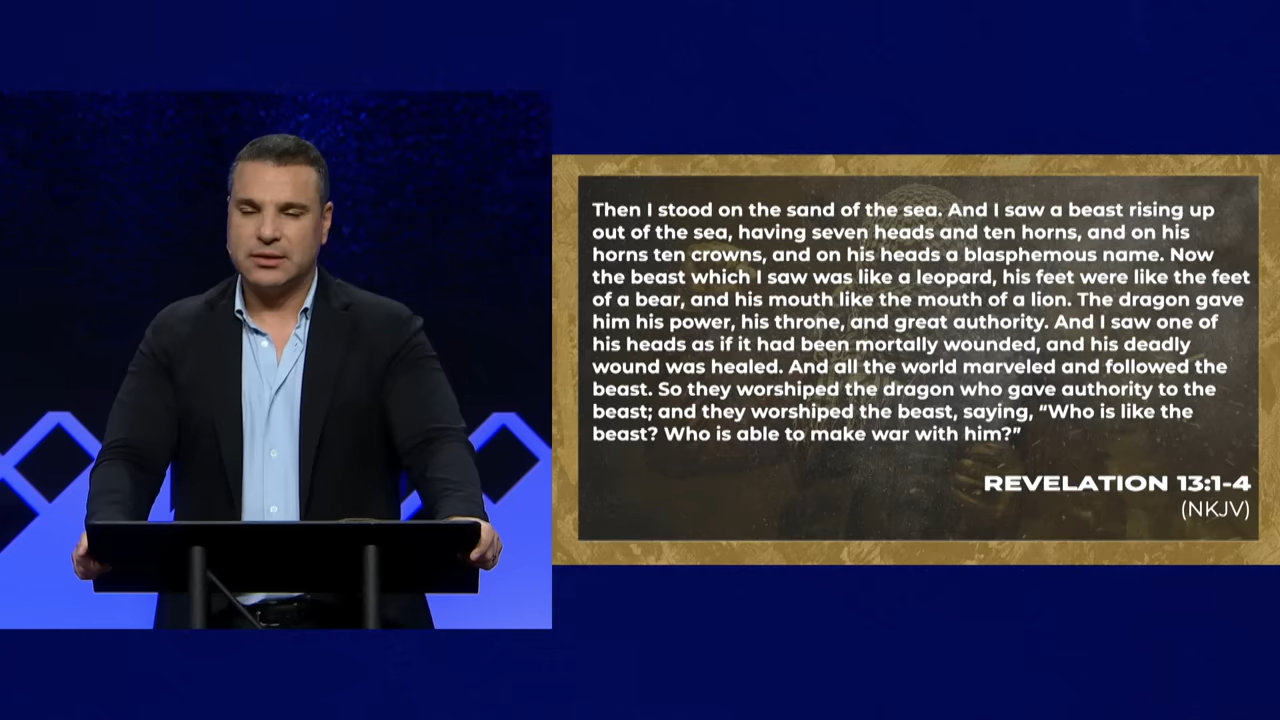 Then I stood on the sand of the sea. And I saw a beast rising up
out of the sea, having seven heads and ten horns, and on his
horns ten crowns, and on his heads a blasphemous name. Now
the beast which I saw was like a leopard, his feet were like the feet
of a bear, and his mouth like the mouth of a lion. The dragon gave
him his power, his throne, and great authority. And I saw one of
his heads as if it had been mortally wounded, and his deadly
wound was healed. And all the world marveled and followed the
beast. So they worshiped the dragon who gave authority to the
beast; and they worshiped the beast, saying, “Who is like the
beast? Who is able to make war with him?”
REVELATION 13:1-4
(NKJV)